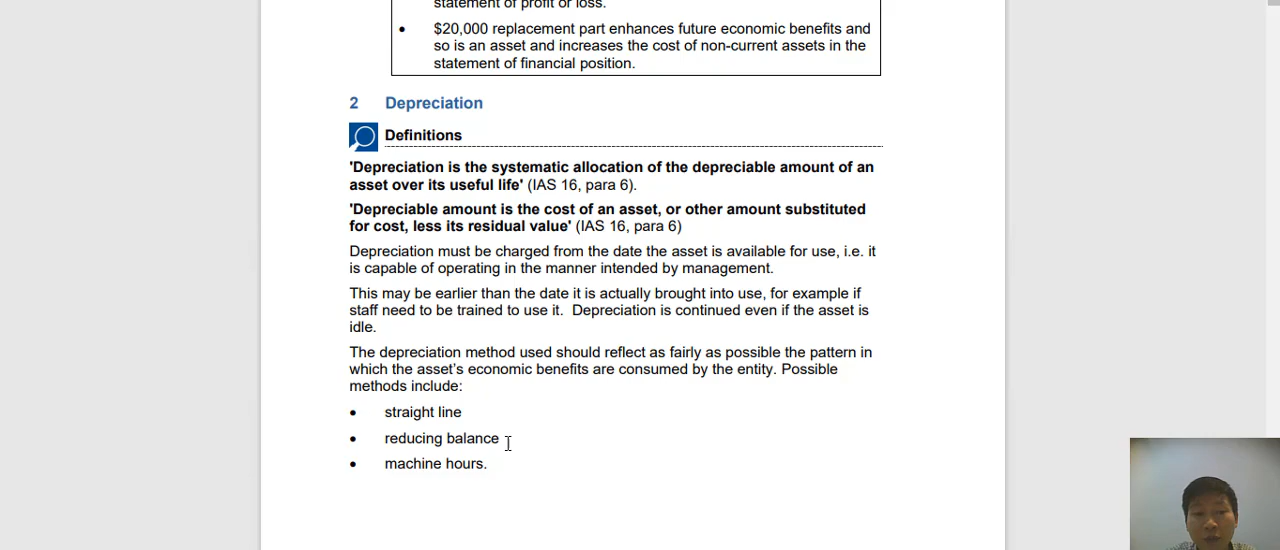 statement of profit or loss.
• $20,000 replacement part enhances future economic benefits and
so is an asset and increases the cost of non-current assets in the
statement of financial position.
2 Depreciation
Definitions
'Depreciation is the systematic allocation of the depreciable amount of an
asset over its useful life' (IAS 16, para 6).
'Depreciable amount is the cost of an asset, or other amount substituted
for cost, less its residual value' (IAS 16, para 6)
Depreciation must be charged from the date the asset is available for use, i.e. it
is capable of operating in the manner intended by management.
This may be earlier than the date it is actually brought into use, for example if
staff need to be trained to use it.  Depreciation is continued even if the asset is
idle.
The depreciation method used should reflect as fairly as possible the pattern in
which the asset's economic benefits are consumed by the entity. Possible
methods include:
• straight line
• reducing balance
• machine hours.